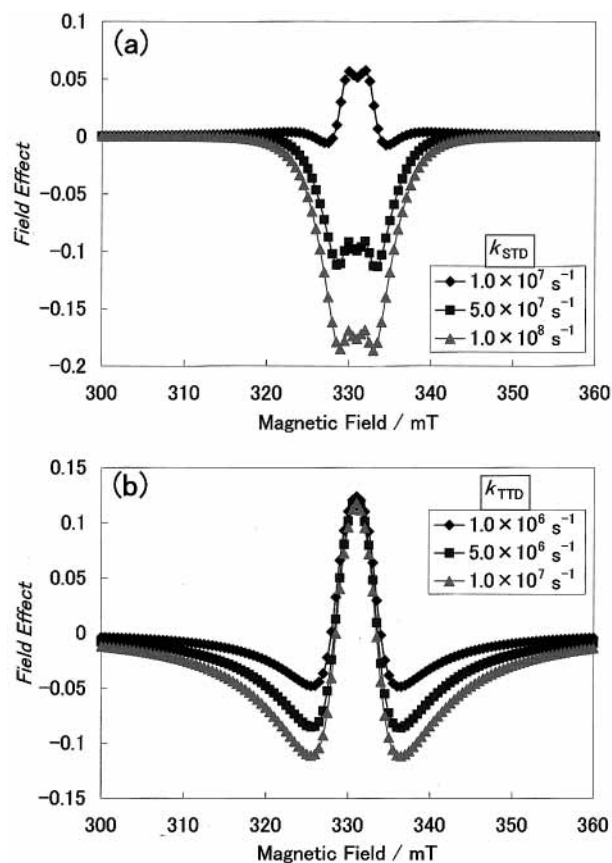 (a)
0.1
0.05
0
−0.05
−0.1
−0.15
−0.2
Field Effect
kSTD
1.0×10⁷ s⁻¹
5.0×10⁷ s⁻¹
1.0×10⁸ s⁻¹
300 310 320 330 340 350 360
Magnetic Field / mT
(b)
0.15
0.1
0.05
0
−0.05
−0.1
−0.15
Field Effect
kTTD
1.0×10⁶ s⁻¹
5.0×10⁶ s⁻¹
1.0×10⁷ s⁻¹
300 310 320 330 340 350 360
Magnetic Field / mT